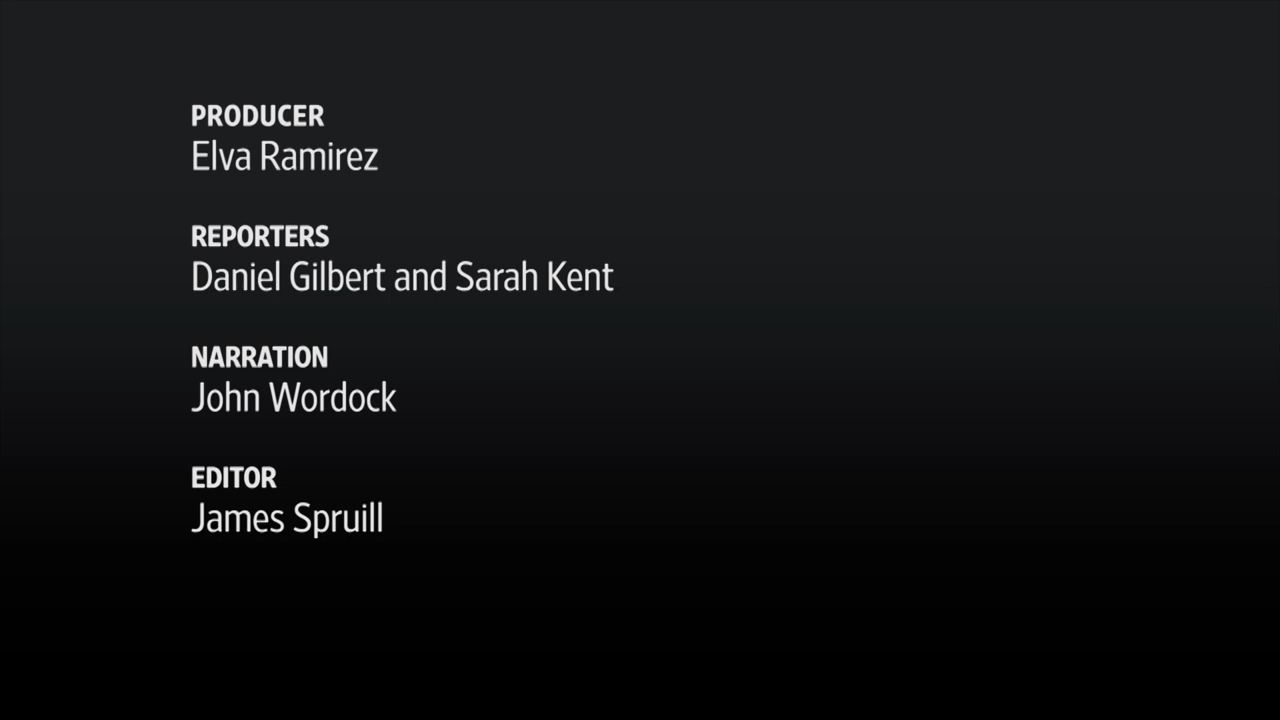 PRODUCER
Elva Ramirez
REPORTERS
Daniel Gilbert and Sarah Kent
NARRATION
John Wordock
EDITOR
James Spruill